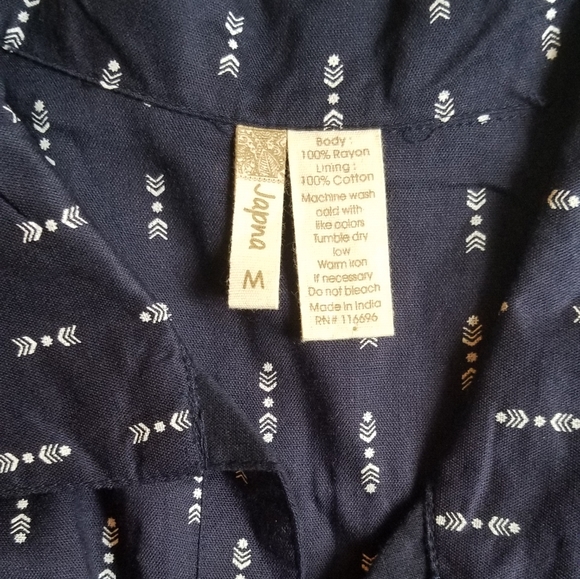 Japna
M
Body :
100% Rayon
Lining :
100% Cotton
Machine wash
cold with
like colors
Tumble dry
low
Warm iron
if necessary
Do not bleach
Made in India
RN# 116696